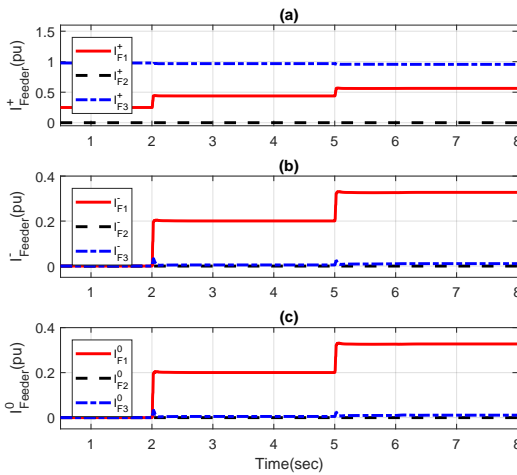 (a)
I⁺Feeder(pu)
1.5
1
0.5
0
I⁺F1
I⁺F2
I⁺F3
1 2 3 4 5 6 7 8
(b)
I⁻Feeder(pu)
0.4
0.2
0
I⁻F1
I⁻F2
I⁻F3
1 2 3 4 5 6 7 8
(c)
I⁰Feeder(pu)
0.4
0.2
0
I⁰F1
I⁰F2
I⁰F3
1 2 3 4 5 6 7 8
Time(sec)